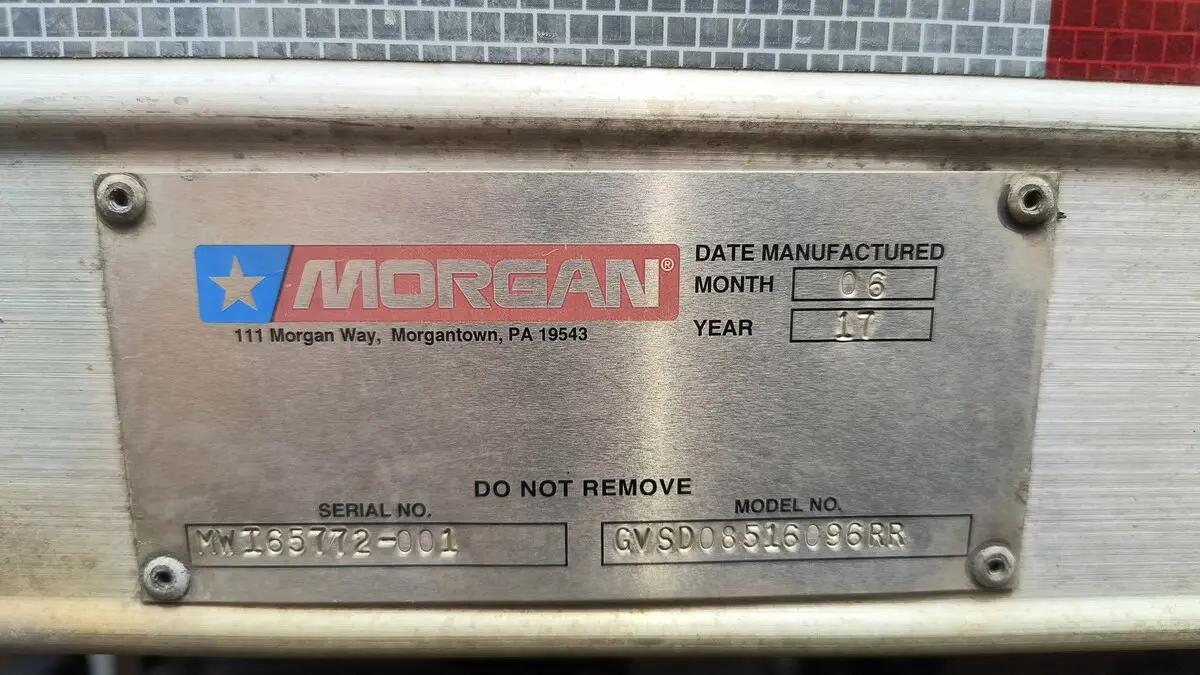 MORGAN®
111 Morgan Way, Morgantown, PA 19543
DATE MANUFACTURED
MONTH 06
YEAR 17
DO NOT REMOVE
SERIAL NO.
MWI65772-001
MODEL NO.
GVSD08516096RR